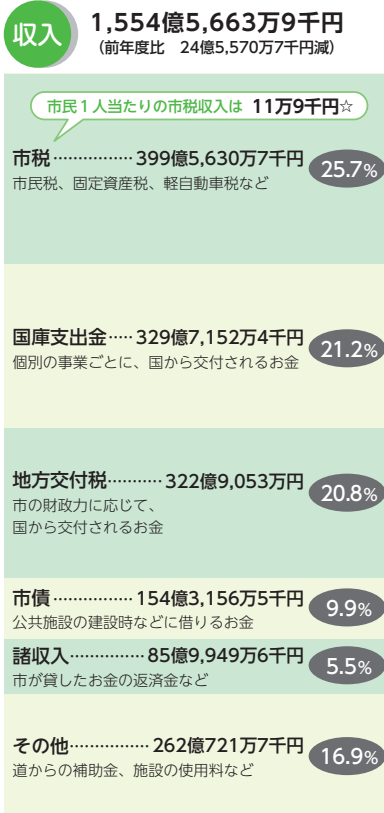 収入
1,554億5,663万9千円
(前年度比 24億5,570万7千円減)
市民1人当たりの市税収入は 11万9千円☆
市税……………399億5,630万7千円
25.7%
市民税、固定資産税、軽自動車税など
国庫支出金…‥329億7,152万4千円
21.2%
個別の事業ごとに、国から交付されるお金
地方交付税………‥322億9,053万円
20.8%
市の財政力に応じて、
国から交付されるお金
市債……………154億3,156万5千円
9.9%
公共施設の建設時などに借りるお金
諸収入……………85億9,949万6千円
5.5%
市が貸したお金の返済金など
その他……………262億721万7千円
16.9%
道からの補助金、施設の使用料など